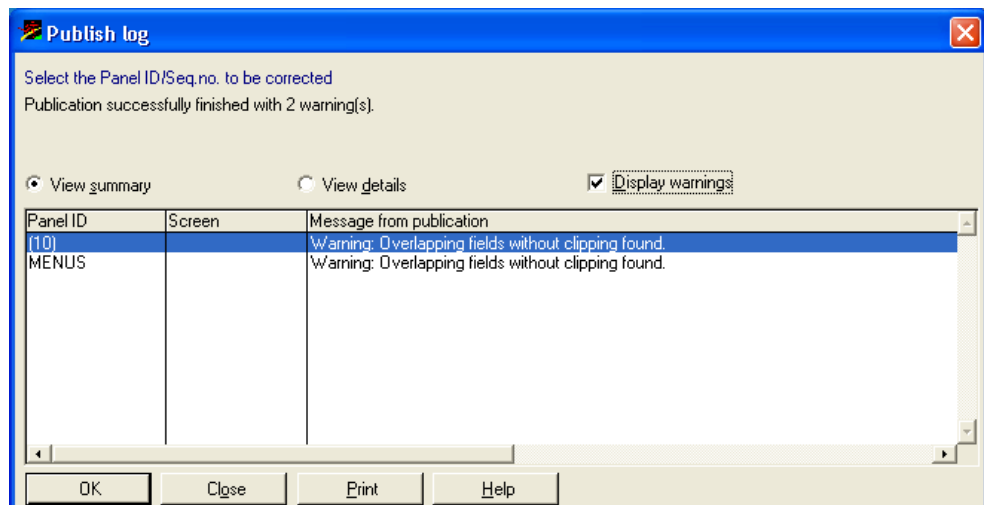 Publish log
Select the Panel ID/Seq.no. to be corrected
Publication successfully finished with 2 warning(s).
View summary View details Display warnings
Panel ID Screen Message from publication
(10) Warning: Overlapping fields without clipping found.
MENUS Warning: Overlapping fields without clipping found.
OK Close Print Help